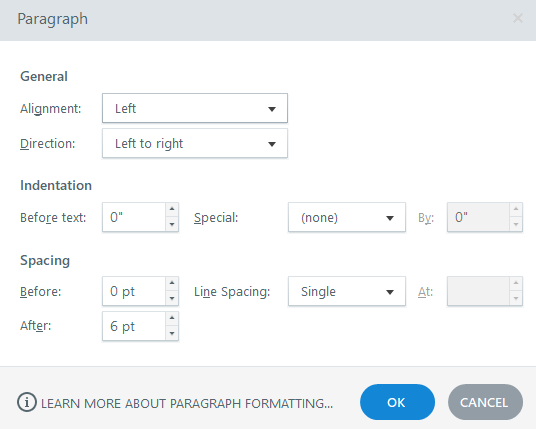 Paragraph
General
Alignment: Left
Direction: Left to right
Indentation
Before text: 0" Special: (none) By: 0"
Spacing
Before: 0 pt Line Spacing: Single At:
After: 6 pt
LEARN MORE ABOUT PARAGRAPH FORMATTING... OK CANCEL